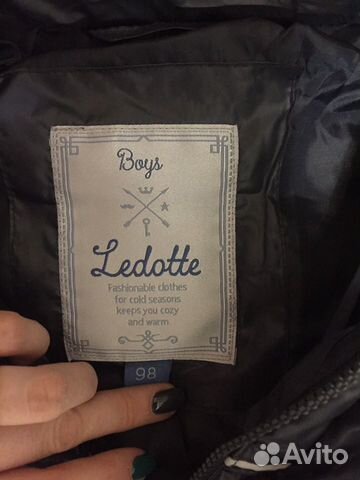 Boys
Ledotte
Fashionable clothes
for cold seasons
keeps you cozy
and warm
98
Avito